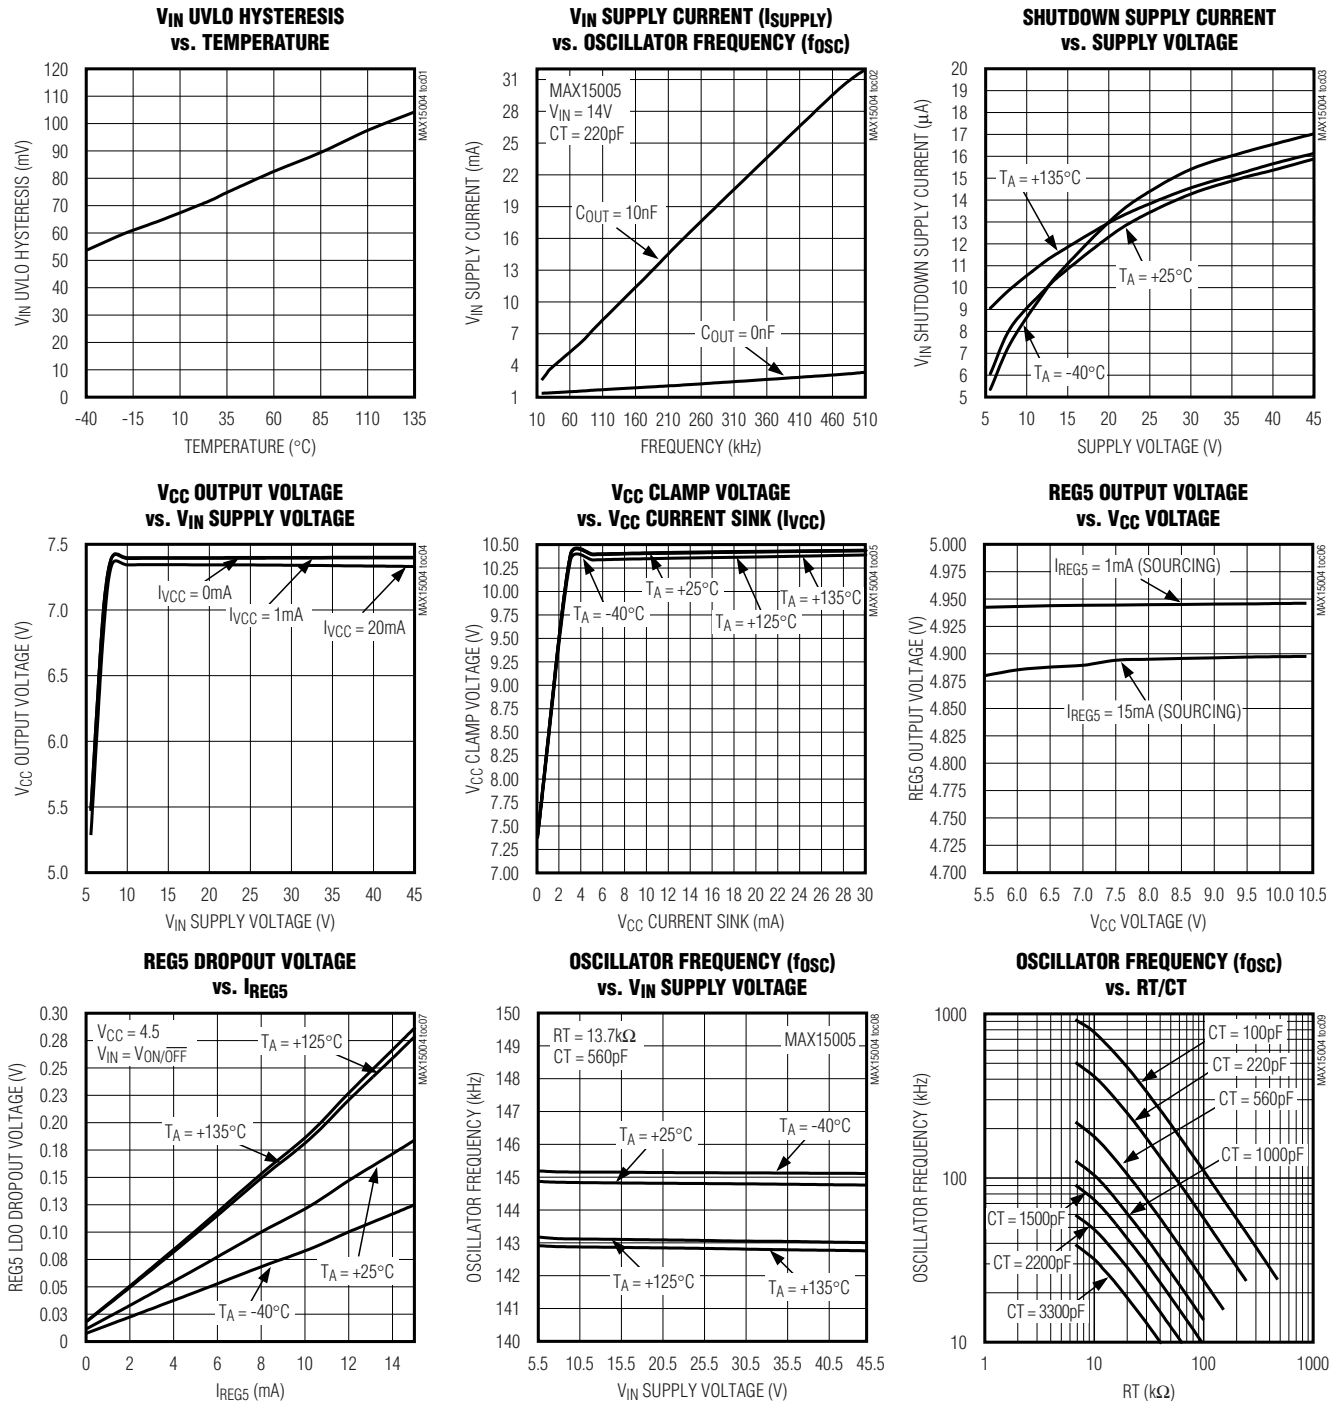 VIN UVLO HYSTERESIS
vs. TEMPERATURE
120
110
100
90
80
70
60
50
40
30
20
10
0
VIN UVLO HYSTERESIS (mV)
-40 -15 10 35 60 85 110 135
TEMPERATURE (°C)
MAX15004 toc01
VIN SUPPLY CURRENT (ISUPPLY)
vs. OSCILLATOR FREQUENCY (fOSC)
31
28
25
22
19
16
13
10
7
4
1
VIN SUPPLY CURRENT (mA)
MAX15005
VIN = 14V
CT = 220pF
COUT = 10nF
COUT = 0nF
10 60 110 160 210 260 310 360 410 460 510
FREQUENCY (kHz)
MAX15004 toc02
SHUTDOWN SUPPLY CURRENT
vs. SUPPLY VOLTAGE
20
19
18
17
16
15
14
13
12
11
10
9
8
7
6
5
VIN SHUTDOWN SUPPLY CURRENT (µA)
TA = +135°C
TA = +25°C
TA = -40°C
5 10 15 20 25 30 35 40 45
SUPPLY VOLTAGE (V)
MAX15004 toc03
VCC OUTPUT VOLTAGE
vs. VIN SUPPLY VOLTAGE
7.5
7.0
6.5
6.0
5.5
5.0
VCC OUTPUT VOLTAGE (V)
IVCC = 0mA
IVCC = 1mA
IVCC = 20mA
5 10 15 20 25 30 35 40 45
VIN SUPPLY VOLTAGE (V)
MAX15004 toc04
VCC CLAMP VOLTAGE
vs. VCC CURRENT SINK (IVCC)
10.50
10.25
10.00
9.75
9.50
9.25
9.00
8.75
8.50
8.25
8.00
7.75
7.50
7.25
7.00
VCC CLAMP VOLTAGE (V)
TA = -40°C
TA = +25°C
TA = +125°C
TA = +135°C
0 2 4 6 8 10 12 14 16 18 20 22 24 26 28 30
VCC CURRENT SINK (mA)
MAX15004 toc05
REG5 OUTPUT VOLTAGE
vs. VCC VOLTAGE
5.000
4.975
4.950
4.925
4.900
4.875
4.850
4.825
4.800
4.775
4.750
4.725
4.700
REG5 OUTPUT VOLTAGE (V)
IREG5 = 1mA (SOURCING)
IREG5 = 15mA (SOURCING)
5.5 6.0 6.5 7.0 7.5 8.0 8.5 9.0 9.5 10.0 10.5
VCC VOLTAGE (V)
MAX15004 toc06
REG5 DROPOUT VOLTAGE
vs. IREG5
0.30
0.28
0.25
0.23
0.20
0.18
0.15
0.13
0.10
0.08
0.05
0.03
0
REG5 LDO DROPOUT VOLTAGE (V)
VCC = 4.5
VIN = VON/OFF
TA = +125°C
TA = +135°C
TA = +25°C
TA = -40°C
0 2 4 6 8 10 12 14
IREG5 (mA)
MAX15004 toc07
OSCILLATOR FREQUENCY (fOSC)
vs. VIN SUPPLY VOLTAGE
150
149
148
147
146
145
144
143
142
141
140
OSCILLATOR FREQUENCY (kHz)
RT = 13.7kΩ
CT = 560pF
MAX15005
TA = +25°C
TA = -40°C
TA = +125°C
TA = +135°C
5.5 10.5 15.5 20.5 25.5 30.5 35.5 40.5 45.5
VIN SUPPLY VOLTAGE (V)
MAX15004 toc08
OSCILLATOR FREQUENCY (fOSC)
vs. RT/CT
1000
100
10
OSCILLATOR FREQUENCY (kHz)
CT = 100pF
CT = 220pF
CT = 560pF
CT = 1000pF
CT = 1500pF
CT = 2200pF
CT = 3300pF
1 10 100 1000
RT (kΩ)
MAX15004 toc09